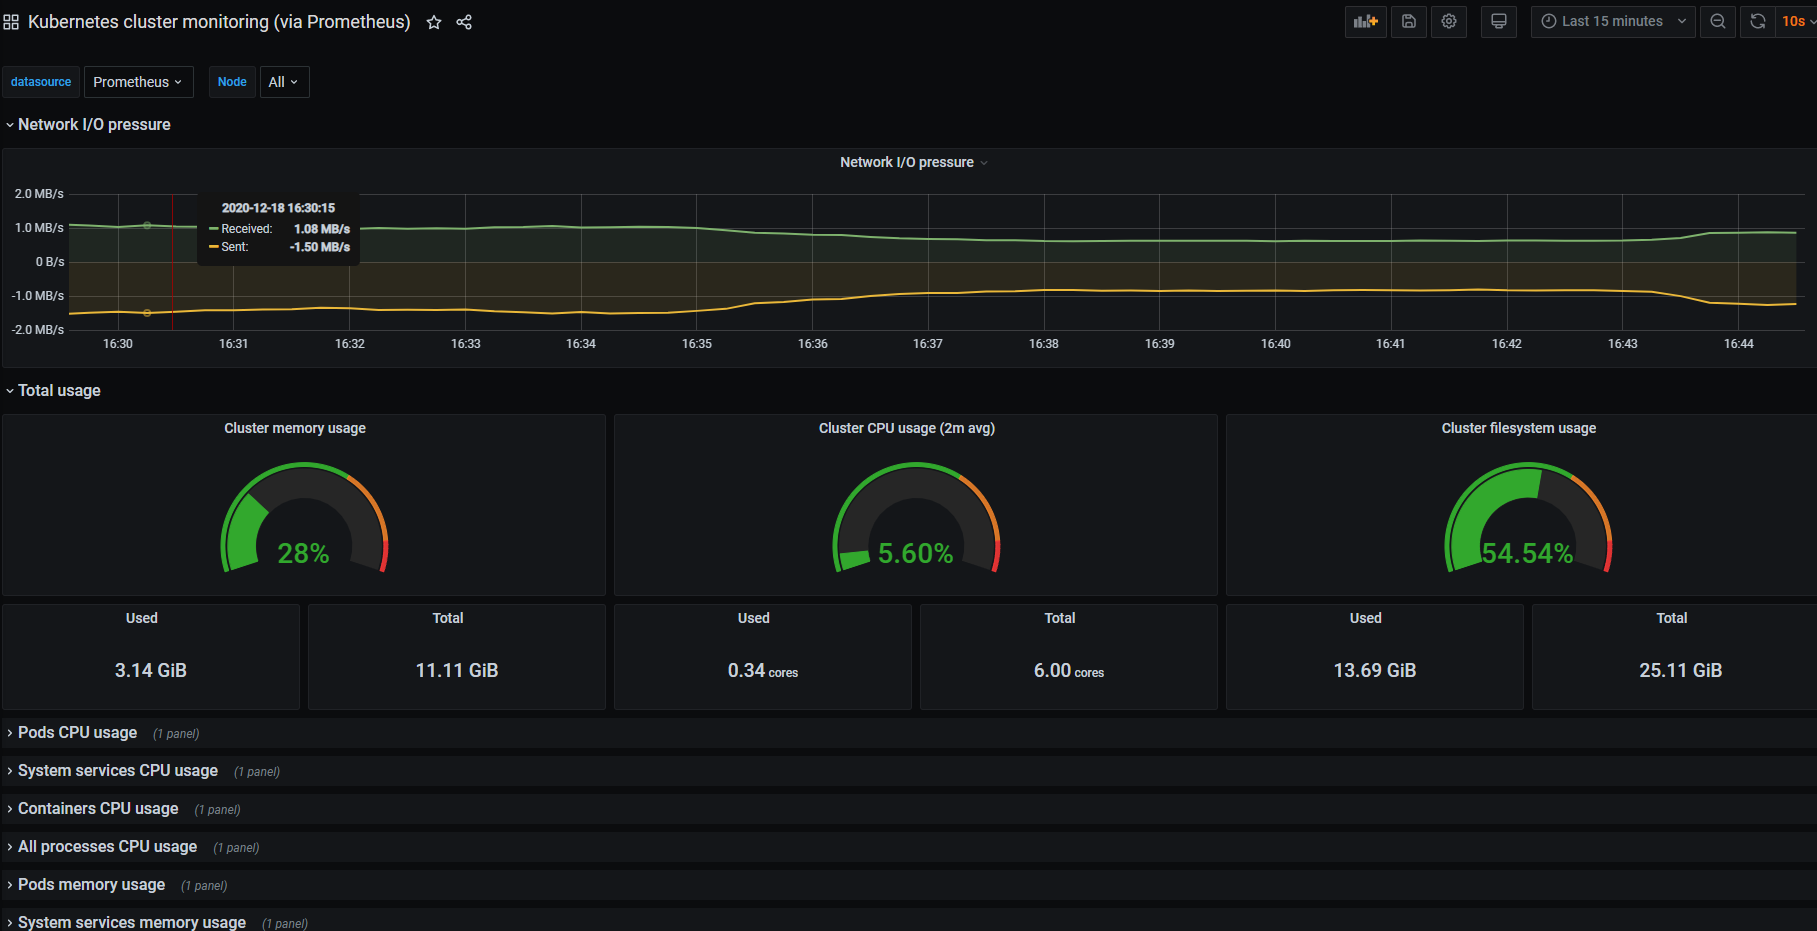 Kubernetes cluster monitoring (via Prometheus)
Last 15 minutes
10s
datasource
Prometheus
Node
All
Network I/O pressure
Network I/O pressure
2.0 MB/s
1.0 MB/s
0 B/s
-1.0 MB/s
-2.0 MB/s
2020-12-18 16:30:15
Received: 1.08 MB/s
Sent: -1.50 MB/s
16:30 16:31 16:32 16:33 16:34 16:35 16:36 16:37 16:38 16:39 16:40 16:41 16:42 16:43 16:44
Total usage
Cluster memory usage
28%
Cluster CPU usage (2m avg)
5.60%
Cluster filesystem usage
54.54%
Used
3.14 GiB
Total
11.11 GiB
Used
0.34 cores
Total
6.00 cores
Used
13.69 GiB
Total
25.11 GiB
Pods CPU usage (1 panel)
System services CPU usage (1 panel)
Containers CPU usage (1 panel)
All processes CPU usage (1 panel)
Pods memory usage (1 panel)
System services memory usage (1 panel)